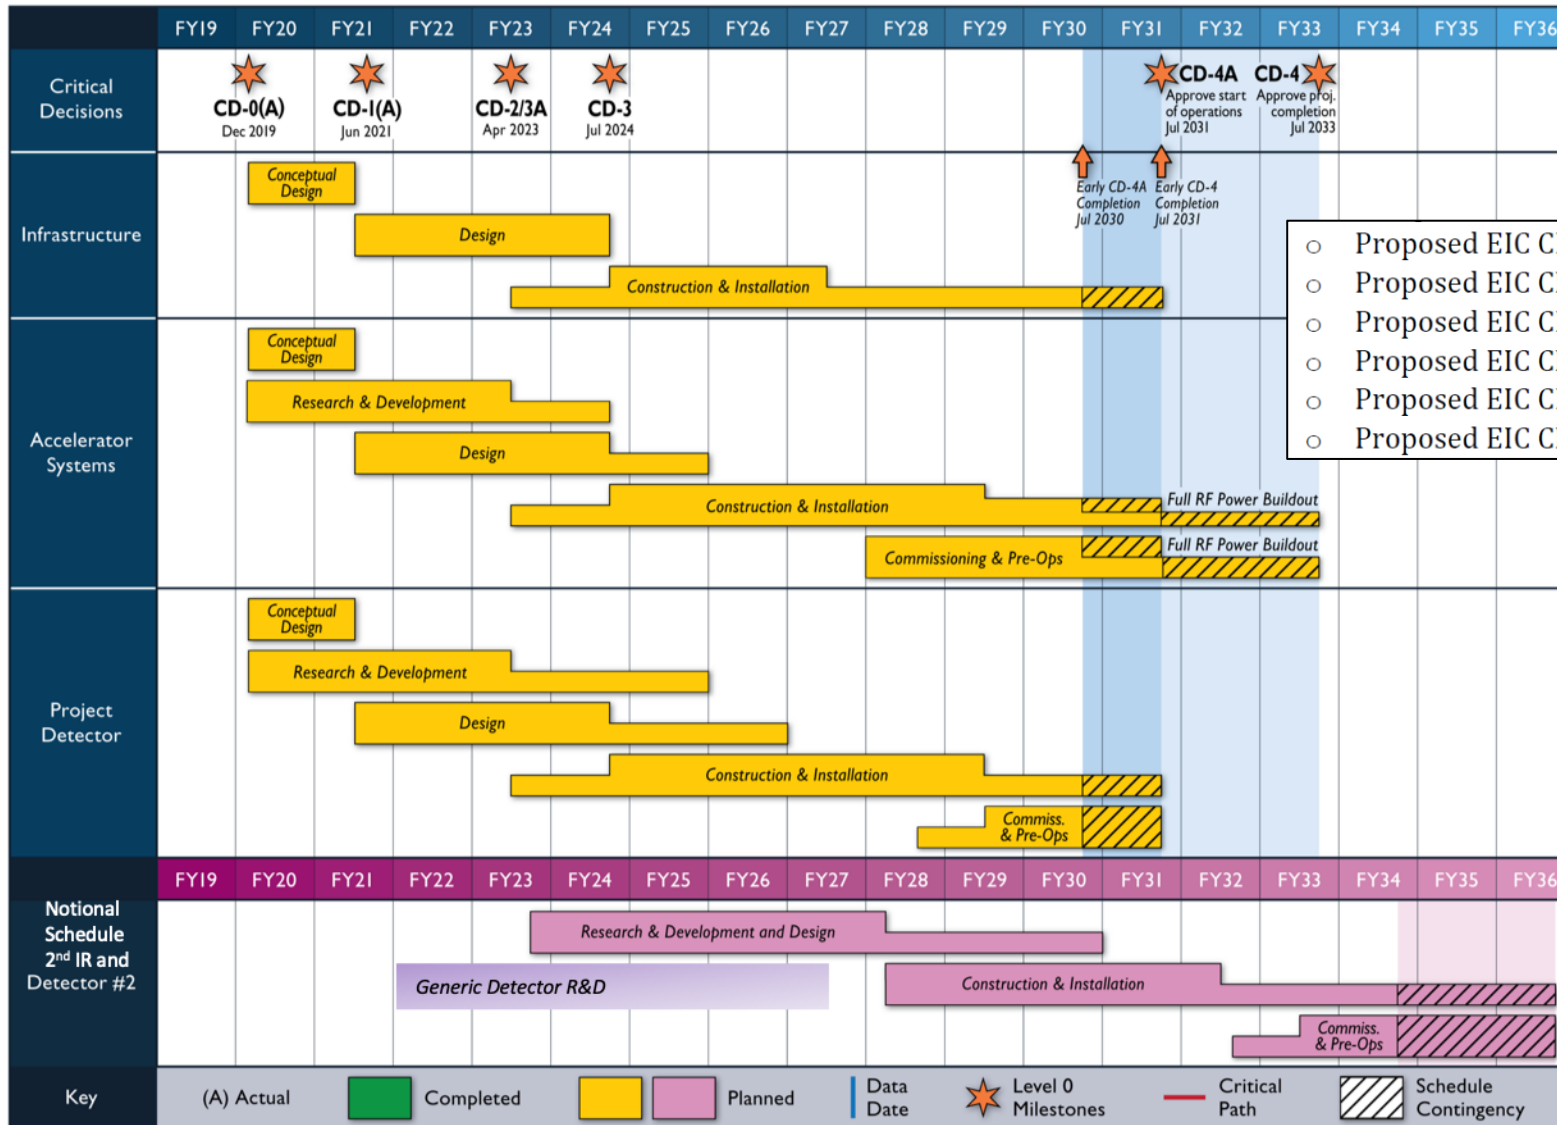 FY19 FY20 FY21 FY22 FY23 FY24 FY25 FY26 FY27 FY28 FY29 FY30 FY31 FY32 FY33 FY34 FY35 FY36
Critical
Decisions
CD-0(A)
Dec 2019
CD-1(A)
Jun 2021
CD-2/3A
Apr 2023
CD-3
Jul 2024
CD-4A
Approve start
of operations
Jul 2031
CD-4
Approve proj.
completion
Jul 2033
Infrastructure
Conceptual
Design
Design
Construction & Installation
Early CD-4A
Completion
Jul 2030
Early CD-4
Completion
Jul 2031
○ Proposed EIC
○ Proposed EIC
○ Proposed EIC
○ Proposed EIC
○ Proposed EIC
○ Proposed EIC
Accelerator
Systems
Conceptual
Design
Research & Development
Design
Construction & Installation
Full RF Power Buildout
Commissioning & Pre-Ops
Full RF Power Buildout
Project
Detector
Conceptual
Design
Research & Development
Design
Construction & Installation
Commiss.
& Pre-Ops
FY19 FY20 FY21 FY22 FY23 FY24 FY25 FY26 FY27 FY28 FY29 FY30 FY31 FY32 FY33 FY34 FY35 FY36
Notional
Schedule
2nd IR and
Detector #2
Research & Development and Design
Generic Detector R&D
Construction & Installation
Commiss.
& Pre-Ops
Key
(A) Actual
Completed
Planned
Data
Date
Level 0
Milestones
Critical
Path
Schedule
Contingency